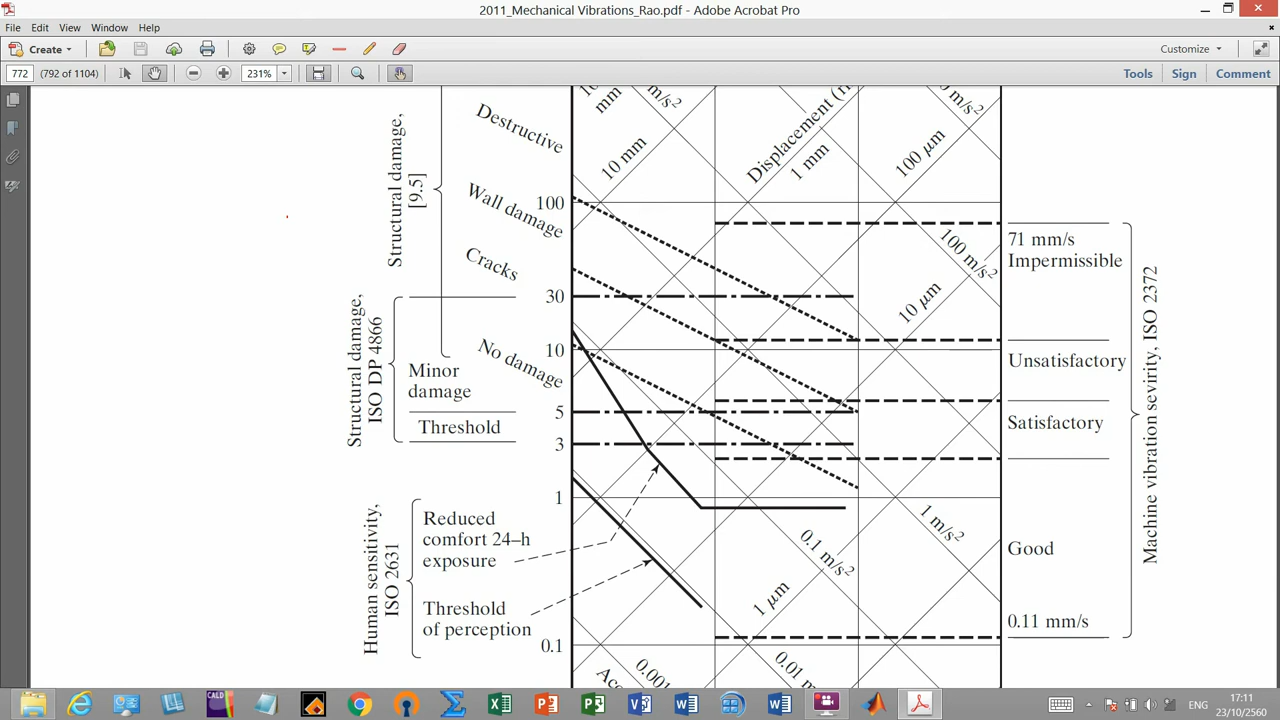 2011_Mechanical Vibrations_Rao.pdf - Adobe Acrobat Pro
File Edit View Window Help
Create
Customize
772 (792 of 1104)
231%
Tools Sign Comment
Structural damage,
[9.5]
Destructive
Wall damage
Cracks
No damage
Structural damage,
ISO DP 4866
Minor
damage
Threshold
Human sensitivity,
ISO 2631
Reduced
comfort 24–h
exposure
Threshold
of perception
100
30
10
5
3
1
0.1
mm
m/s²
10 mm
Displacement
1 mm
100 μm
m/s²
100 m/s²
10 μm
1 m/s²
0.1 m/s²
1 μm
0.01 m
0.001
71 mm/s
Impermissible
Unsatisfactory
Satisfactory
Good
0.11 mm/s
Machine vibration sevirity, ISO 2372
CALD
ENG
17:11
23/10/2560